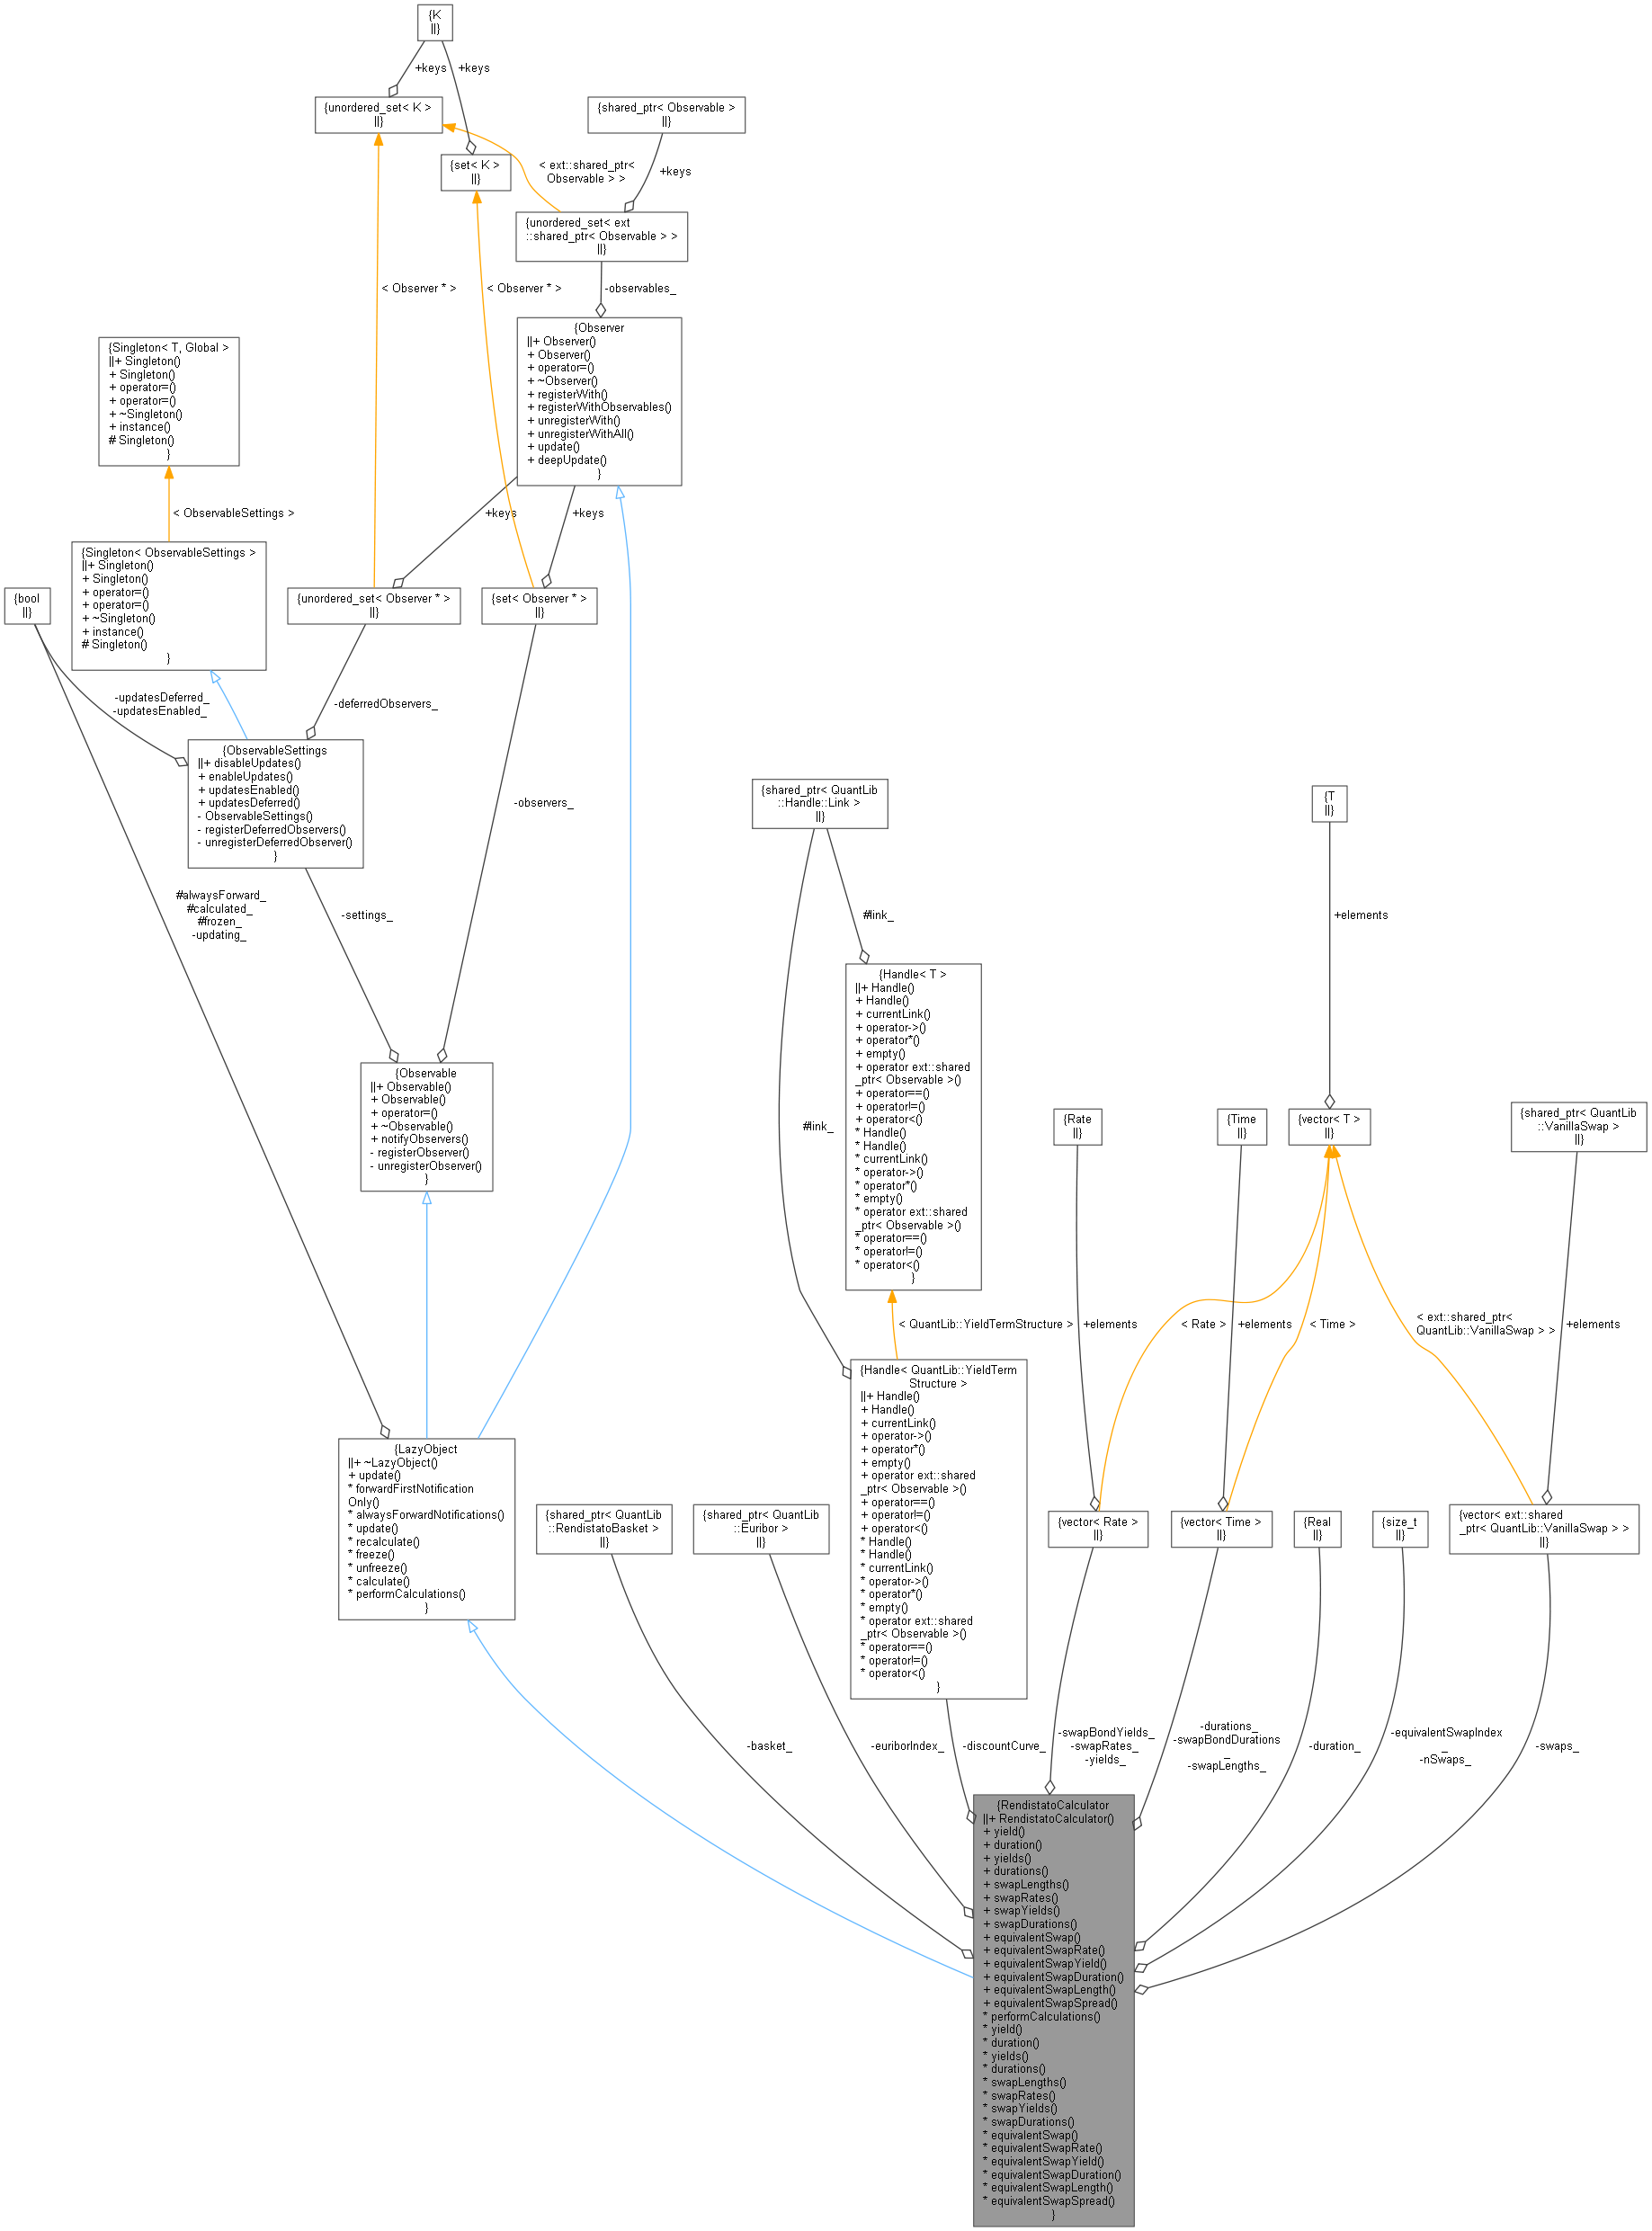 {K
||}
+keys
+keys
{unordered_set< K >
||}
{shared_ptr< Observable >
||}
{set< K >
||}
< ext::shared_ptr<
Observable > >
+keys
{unordered_set< ext
::shared_ptr< Observable > >
||}
< Observer * >
< Observer * >
-observables_
{Observer
||+ Observer()
+ Observer()
+ operator=()
+ ~Observer()
+ registerWith()
+ registerWithObservables()
+ unregisterWith()
+ unregisterWithAll()
+ update()
+ deepUpdate()
}
{Singleton< T, Global >
||+ Singleton()
+ Singleton()
+ operator=()
+ operator=()
+ ~Singleton()
+ instance()
# Singleton()
}
< ObservableSettings >
+keys
+keys
{Singleton< ObservableSettings >
||+ Singleton()
+ Singleton()
+ operator=()
+ operator=()
+ ~Singleton()
+ instance()
# Singleton()
}
{bool
||}
{unordered_set< Observer * >
||}
{set< Observer * >
||}
-updatesDeferred_
-updatesEnabled_
-deferredObservers_
{ObservableSettings
||+ disableUpdates()
+ enableUpdates()
+ updatesEnabled()
+ updatesDeferred()
- ObservableSettings()
- registerDeferredObservers()
- unregisterDeferredObserver()
}
-observers_
{shared_ptr< QuantLib
::Handle::Link >
||}
{T
||}
#alwaysForward_
#calculated_
#frozen_
-updating_
-settings_
#link_
+elements
{Handle< T >
||+ Handle()
+ Handle()
+ currentLink()
+ operator->()
+ operator*()
+ empty()
+ operator ext::shared
_ptr< Observable >()
+ operator==()
+ operator!=()
+ operator<()
* Handle()
* Handle()
* currentLink()
* operator->()
* operator*()
* empty()
* operator ext::shared
_ptr< Observable >()
* operator==()
* operator!=()
* operator<()
}
{Observable
||+ Observable()
+ Observable()
+ operator=()
+ ~Observable()
+ notifyObservers()
- registerObserver()
- unregisterObserver()
}
#link_
{Rate
||}
{Time
||}
{vector< T >
||}
{shared_ptr< QuantLib
::VanillaSwap >
||}
< QuantLib::YieldTermStructure >
+elements
< Rate >
+elements
< Time >
< ext::shared_ptr<
QuantLib::VanillaSwap > >
+elements
{Handle< QuantLib::YieldTerm
Structure >
||+ Handle()
+ Handle()
+ currentLink()
+ operator->()
+ operator*()
+ empty()
+ operator ext::shared
_ptr< Observable >()
+ operator==()
+ operator!=()
+ operator<()
* Handle()
* Handle()
* currentLink()
* operator->()
* operator*()
* empty()
* operator ext::shared
_ptr< Observable >()
* operator==()
* operator!=()
* operator<()
}
{LazyObject
||+ ~LazyObject()
+ update()
* forwardFirstNotification
Only()
* alwaysForwardNotifications()
* update()
* recalculate()
* freeze()
* unfreeze()
* calculate()
* performCalculations()
}
{shared_ptr< QuantLib
::RendistatoBasket >
||}
{shared_ptr< QuantLib
::Euribor >
||}
{vector< Rate >
||}
{vector< Time >
||}
{Real
||}
{size_t
||}
{vector< ext::shared
_ptr< QuantLib::VanillaSwap > >
||}
-basket_
-euriborIndex_
-discountCurve_
-swapBondYields_
-swapRates_
-yields_
-durations_
-swapBondDurations
_
-swapLengths_
-duration_
-equivalentSwapIndex
_
-nSwaps_
-swaps_
{RendistatoCalculator
||+ RendistatoCalculator()
+ yield()
+ duration()
+ yields()
+ durations()
+ swapLengths()
+ swapRates()
+ swapYields()
+ swapDurations()
+ equivalentSwap()
+ equivalentSwapRate()
+ equivalentSwapYield()
+ equivalentSwapDuration()
+ equivalentSwapLength()
+ equivalentSwapSpread()
* performCalculations()
* yield()
* duration()
* yields()
* durations()
* swapLengths()
* swapRates()
* swapYields()
* swapDurations()
* equivalentSwap()
* equivalentSwapRate()
* equivalentSwapYield()
* equivalentSwapDuration()
* equivalentSwapLength()
* equivalentSwapSpread()
}